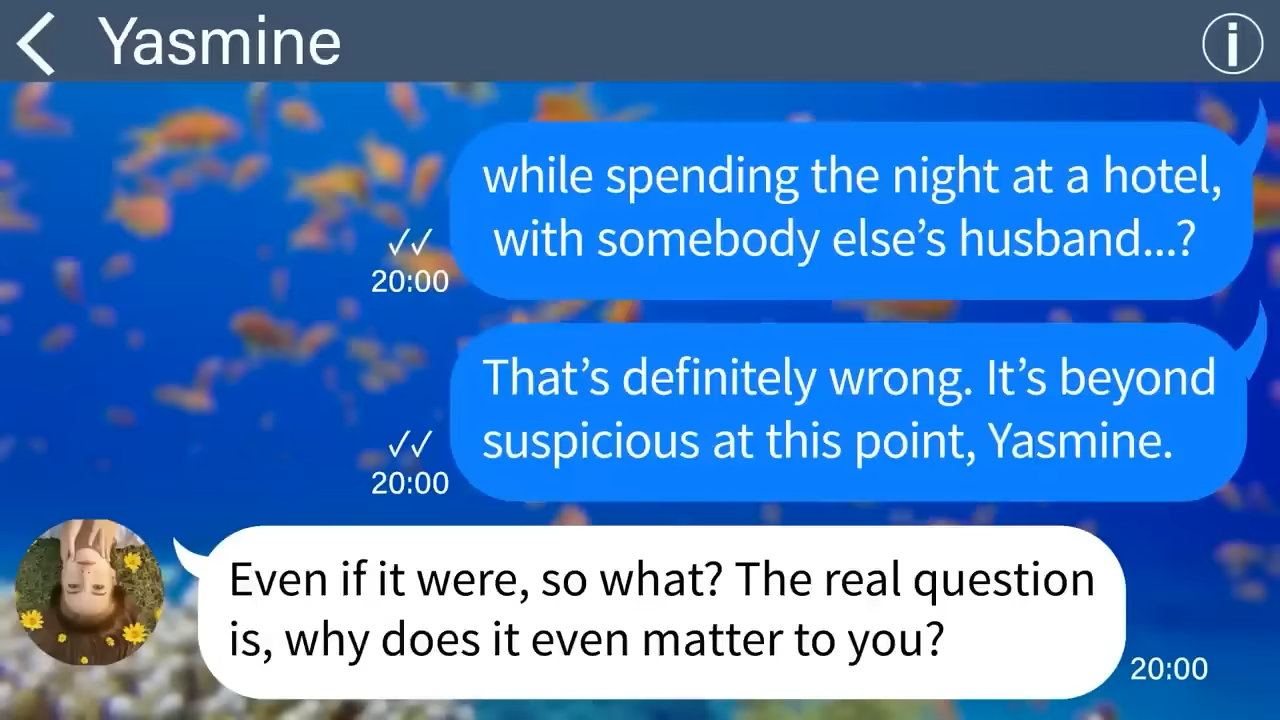 Yasmine
while spending the night at a hotel,
with somebody else’s husband...?
20:00
That’s definitely wrong. It’s beyond
suspicious at this point, Yasmine.
20:00
Even if it were, so what? The real question
is, why does it even matter to you?
20:00